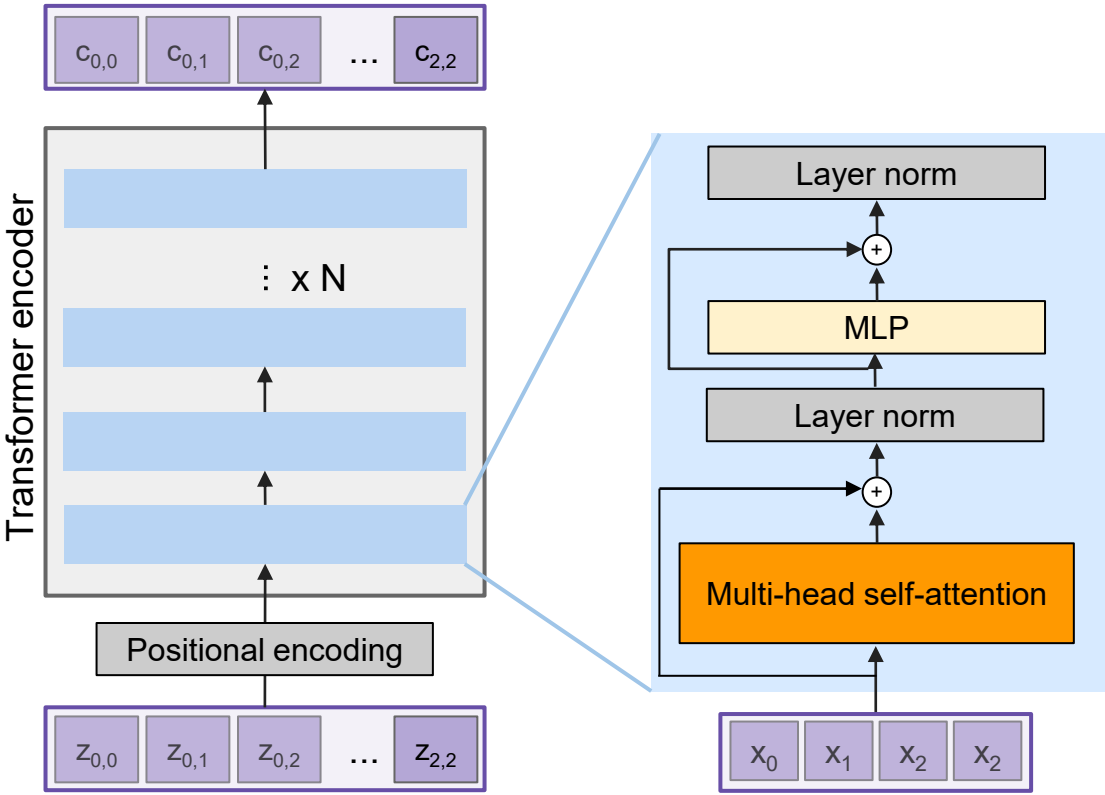 c0,0 c0,1 c0,2 ... c2,2
Transformer encoder
⋮ x N
Positional encoding
z0,0 z0,1 z0,2 ... z2,2
Layer norm
+
MLP
Layer norm
+
Multi-head self-attention
x0 x1 x2 x2